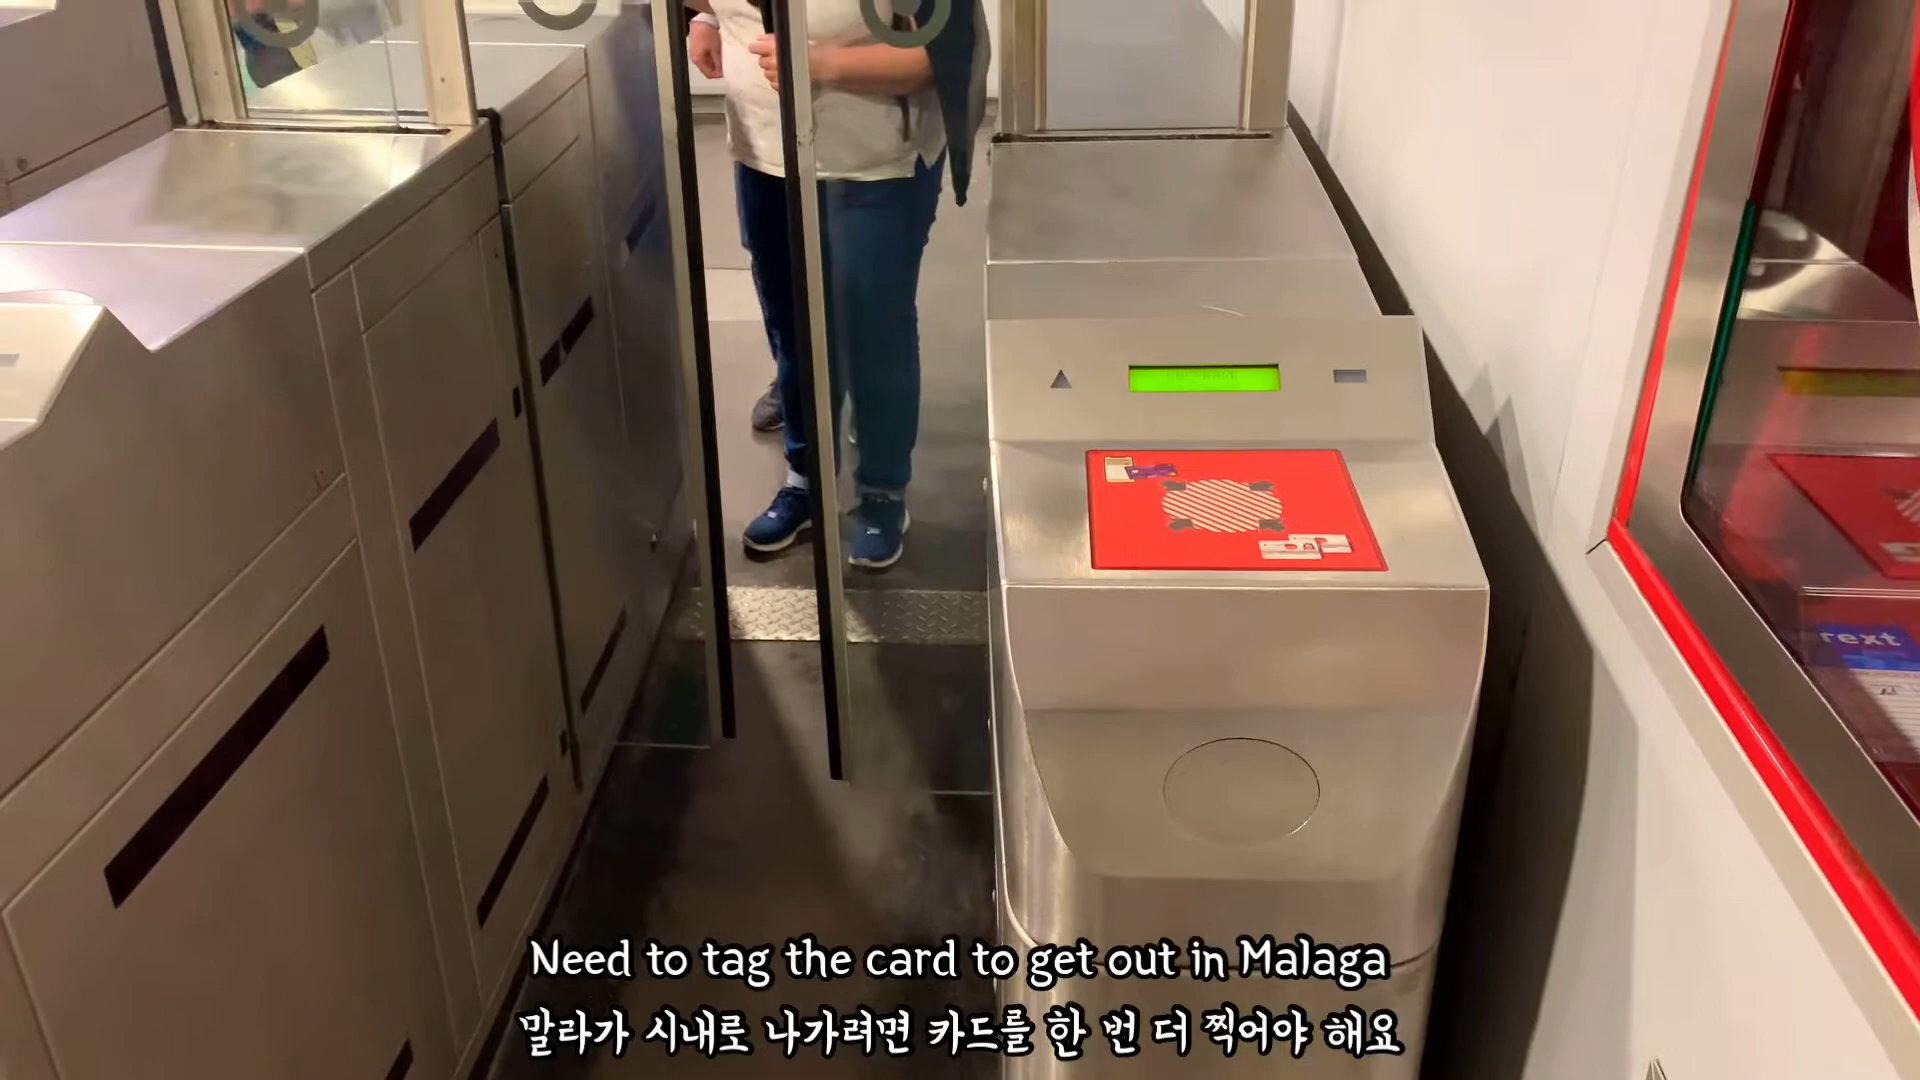 rext
Need to tag the card to get out in Malaga
말라가 시내로 나가려면 카드를 한 번 더 찍어야 해요